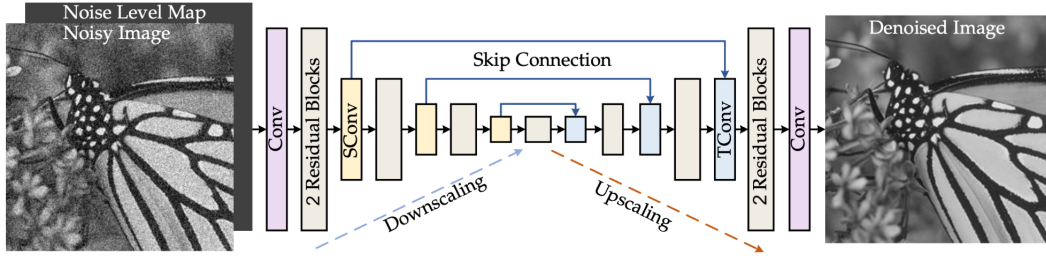 Noise Level Map
Noisy Image
Conv
2 Residual Blocks
SConv
Skip Connection
Downscaling
Upscaling
TConv
2 Residual Blocks
Conv
Denoised Image